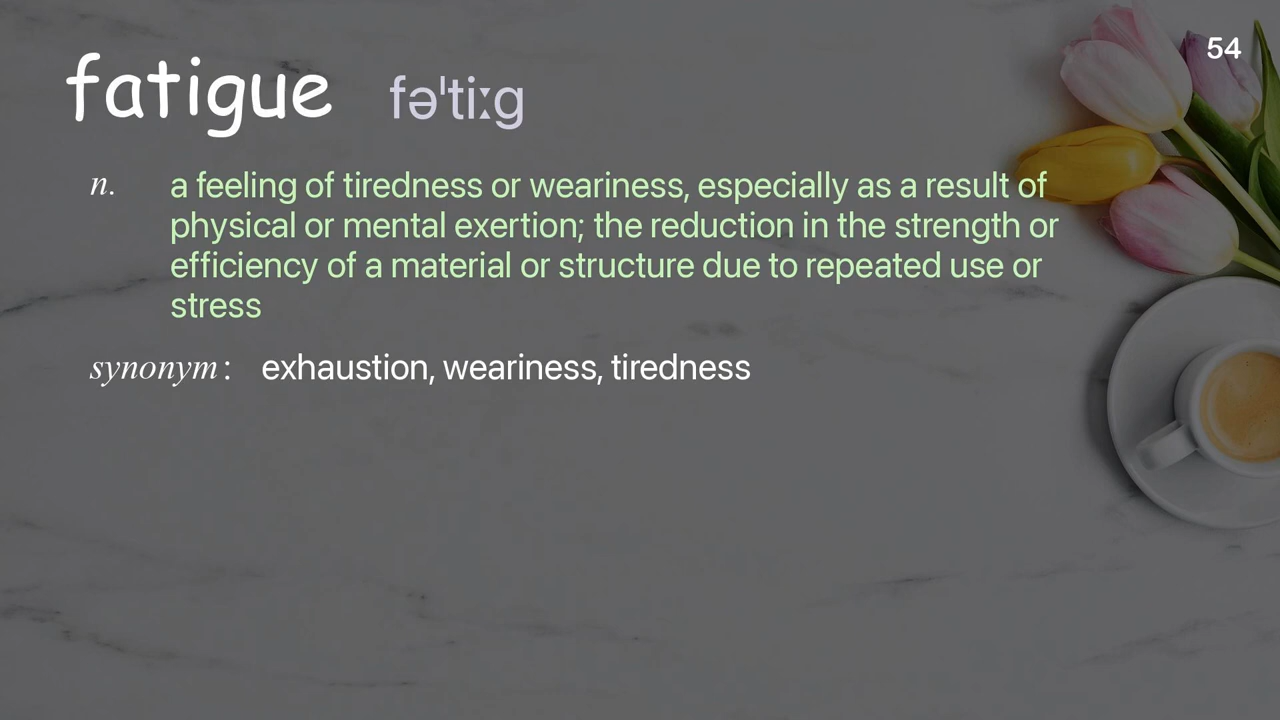 54
fatigue fəˈtiːg
n. a feeling of tiredness or weariness, especially as a result of
physical or mental exertion; the reduction in the strength or
efficiency of a material or structure due to repeated use or
stress
synonym: exhaustion, weariness, tiredness